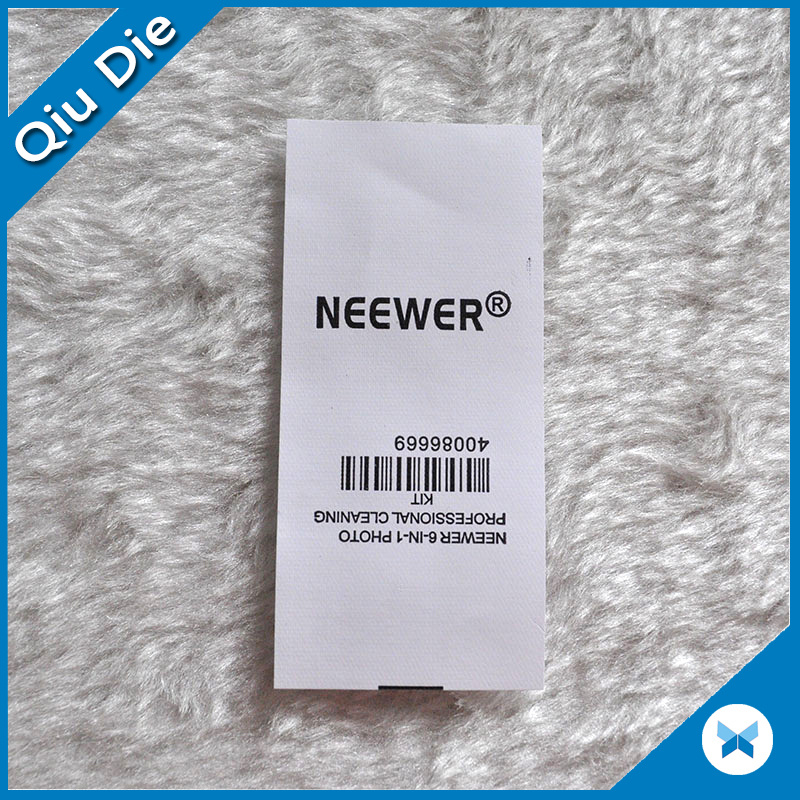 Qiu Die
NEEWER®
NEEWER 6-IN-1 PHOTO
PROFESSIONAL CLEANING
KIT
40086669